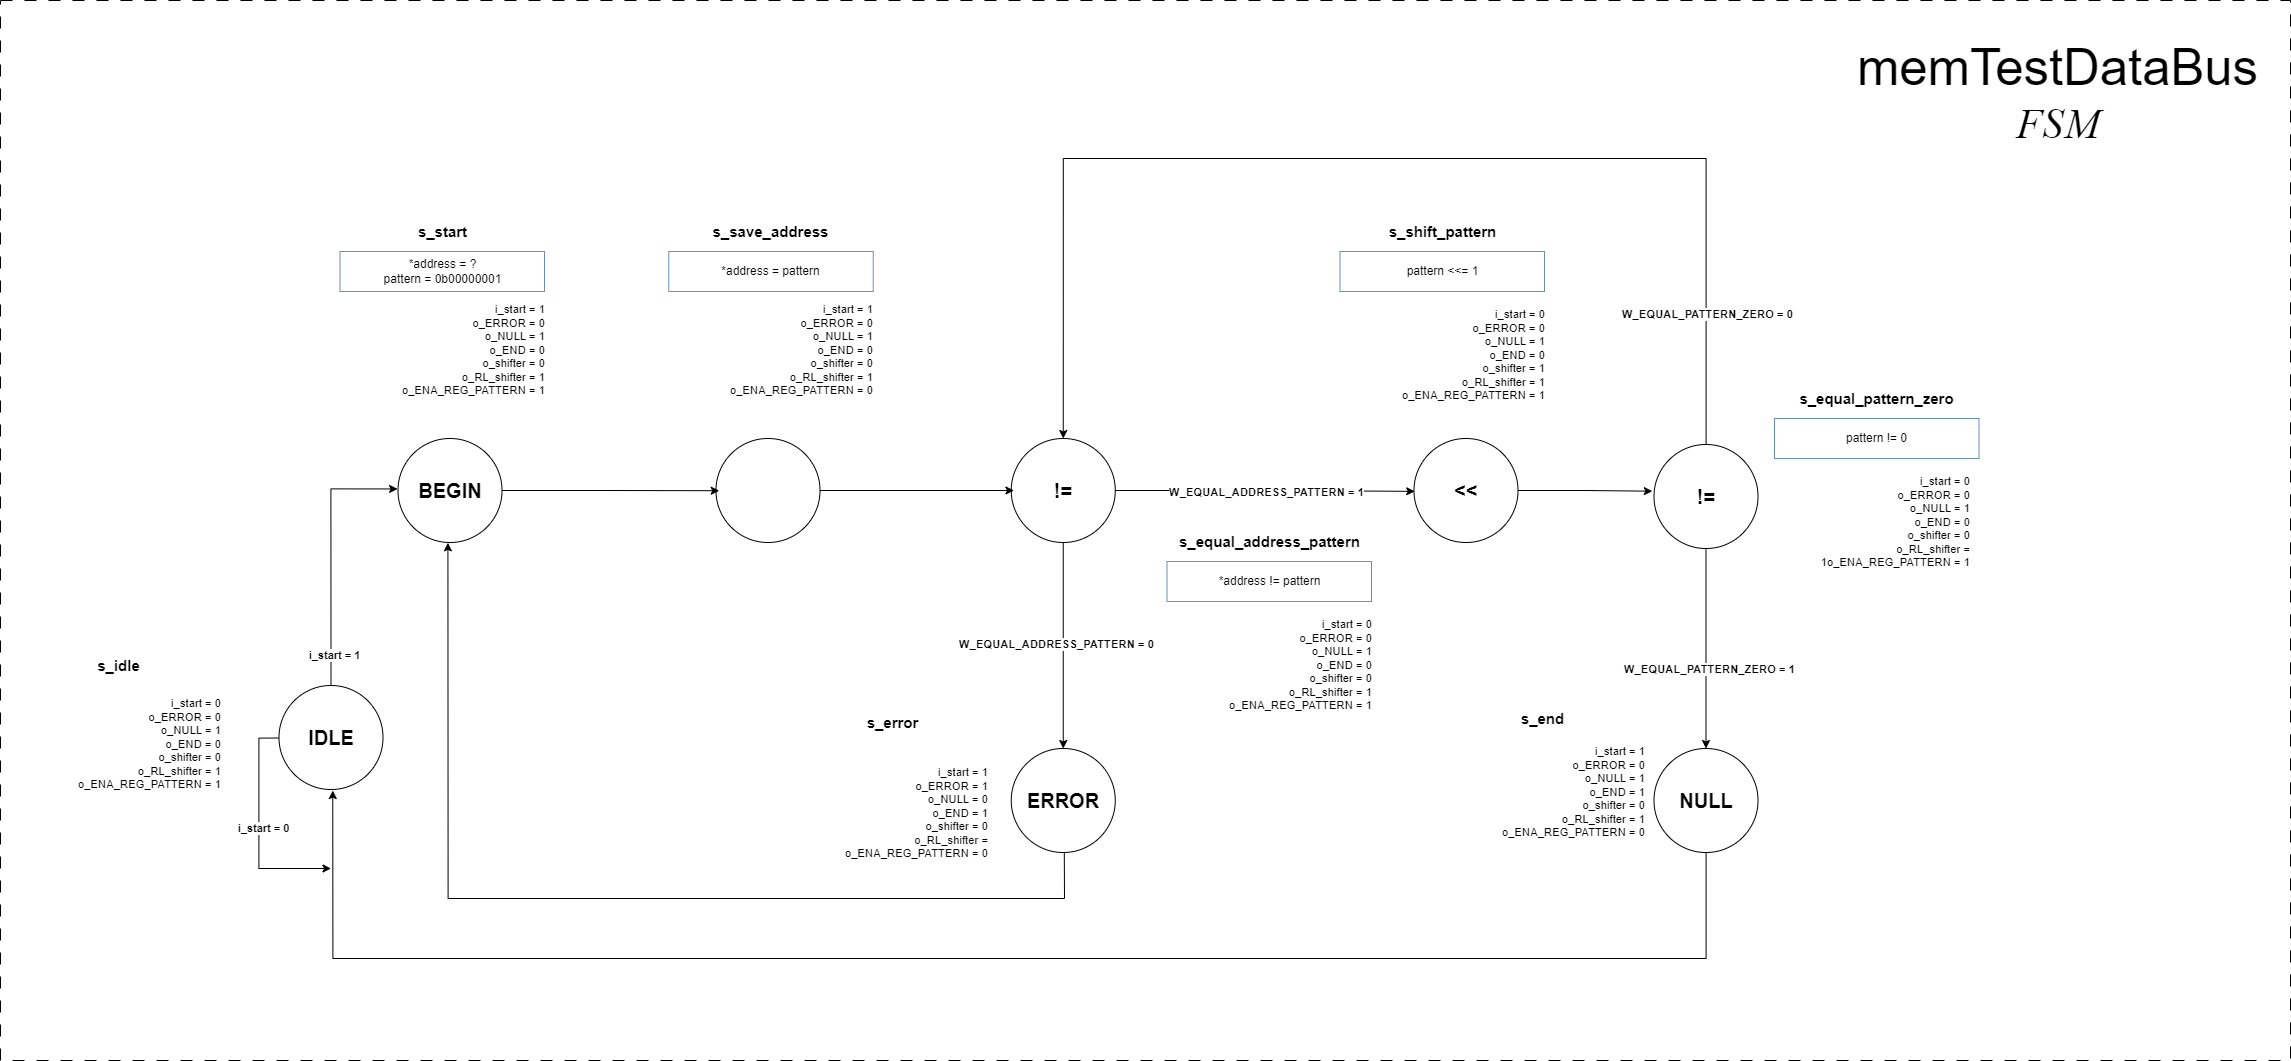 memTestDataBus
FSM
s_start
*address = ?
pattern = 0b00000001
i_start = 1
o_ERROR = 0
o_NULL = 1
o_END = 0
o_shifter = 0
o_RL_shifter = 1
o_ENA_REG_PATTERN = 1
s_save_address
*address = pattern
i_start = 1
o_ERROR = 0
o_NULL = 1
o_END = 0
o_shifter = 0
o_RL_shifter = 1
o_ENA_REG_PATTERN = 0
s_shift_pattern
pattern <<= 1
i_start = 0
o_ERROR = 0
o_NULL = 1
o_END = 0
o_shifter = 1
o_RL_shifter = 1
o_ENA_REG_PATTERN = 1
W_EQUAL_PATTERN_ZERO = 0
s_equal_pattern_zero
pattern != 0
i_start = 0
o_ERROR = 0
o_NULL = 1
o_END = 0
o_shifter = 0
o_RL_shifter =
1o_ENA_REG_PATTERN = 1
BEGIN
!=
W_EQUAL_ADDRESS_PATTERN = 1
<<
!=
s_equal_address_pattern
*address != pattern
i_start = 0
o_ERROR = 0
o_NULL = 1
o_END = 0
o_shifter = 0
o_RL_shifter = 1
o_ENA_REG_PATTERN = 1
W_EQUAL_ADDRESS_PATTERN = 0
W_EQUAL_PATTERN_ZERO = 1
i_start = 1
s_idle
i_start = 0
o_ERROR = 0
o_NULL = 1
o_END = 0
o_shifter = 0
o_RL_shifter = 1
o_ENA_REG_PATTERN = 1
IDLE
i_start = 0
s_error
i_start = 1
o_ERROR = 1
o_NULL = 0
o_END = 1
o_shifter = 0
o_RL_shifter =
o_ENA_REG_PATTERN = 0
ERROR
s_end
i_start = 1
o_ERROR = 0
o_NULL = 1
o_END = 1
o_shifter = 0
o_RL_shifter = 1
o_ENA_REG_PATTERN = 0
NULL